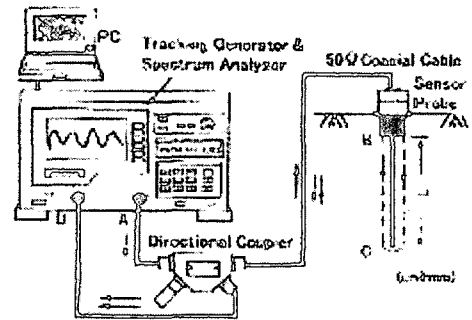 PC
Tracking Generator &
Spectrum Analyzer
50Ω Coaxial Cable
Sensor
Probe
B
D A
Directional Coupler
C